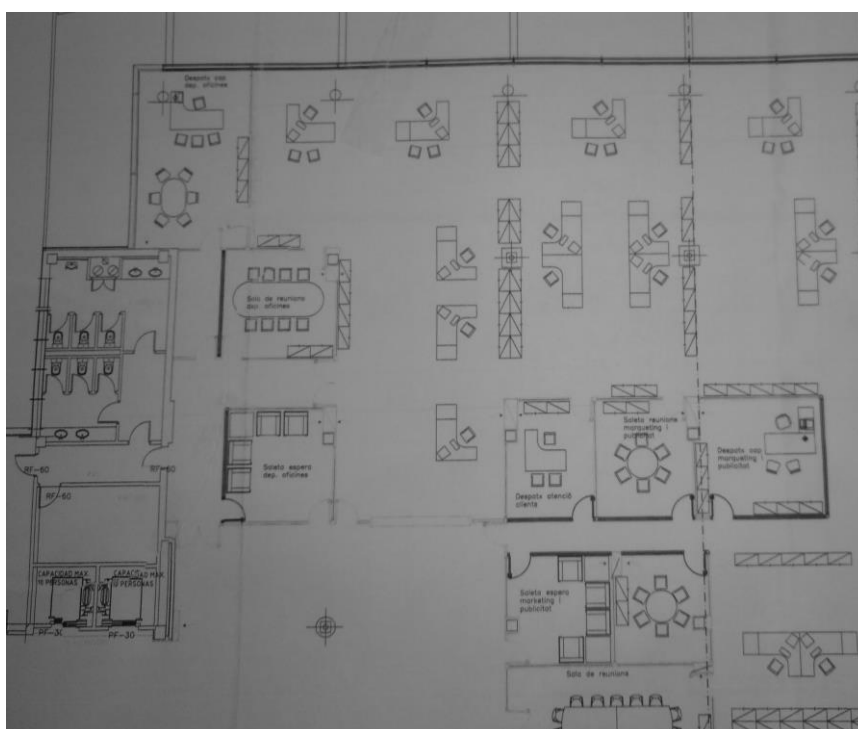 Despatx cap
dep. oficines
Sala de reunions
dep. oficines
Saleta espera
dep. oficines
Despatx atenció
clients
Saleta reunions
marqueting i
publicitat
Despatx cap
marqueting i
publicitat
RF-60
RF-60
RF-60
CAPACIDAD MAX.
10 PERSONAS
CAPACIDAD MAX.
10 PERSONAS
PF-30
PF-30
Saleta espera
marketing i
publicitat
Sala de reunions